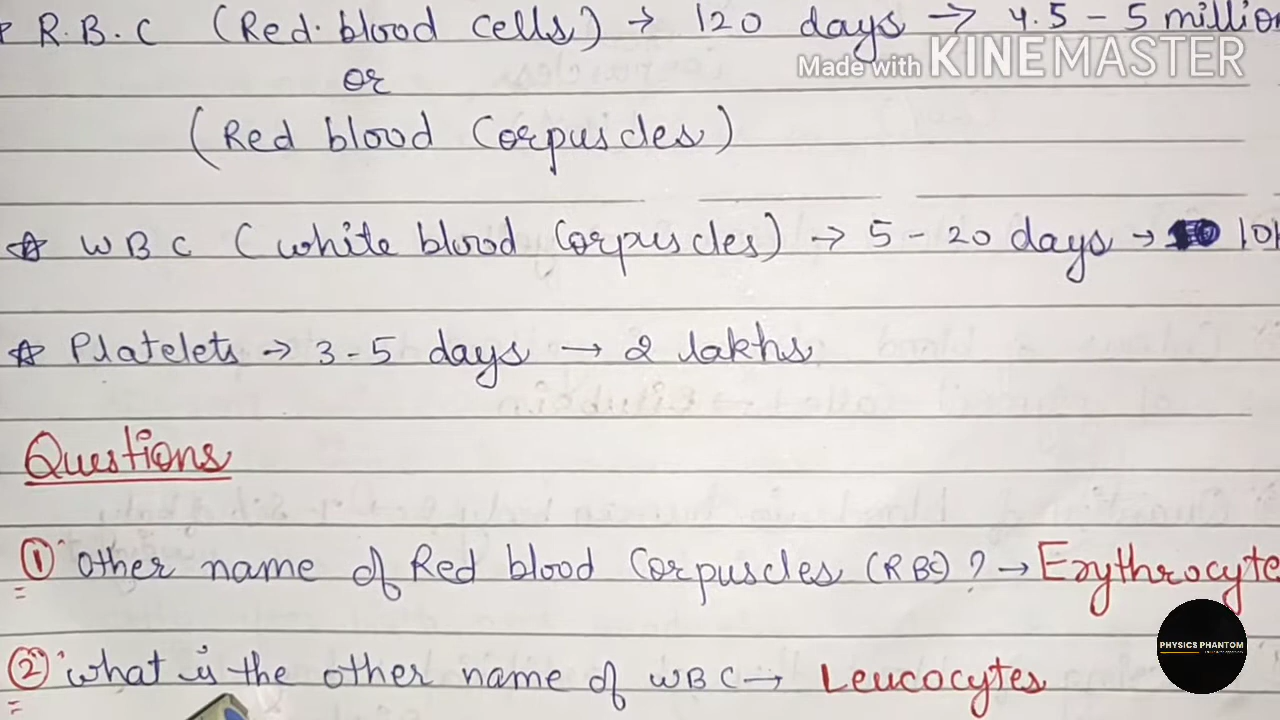 R.B.C (Red.blood cells) → 120 days → 4.5 - 5 million
Made with KINEMASTER
or
(Red blood Corpuscles)
☆ WBC (white blood Corpuscles) → 5-20 days →
☆ Platelets → 3-5 days → 2 lakhs
Questions
① Other name of Red blood Corpuscles (RBC) ? → Erythrocyte
PHYSICS PHANTOM
② What is the other name of WBC → Leucocytes